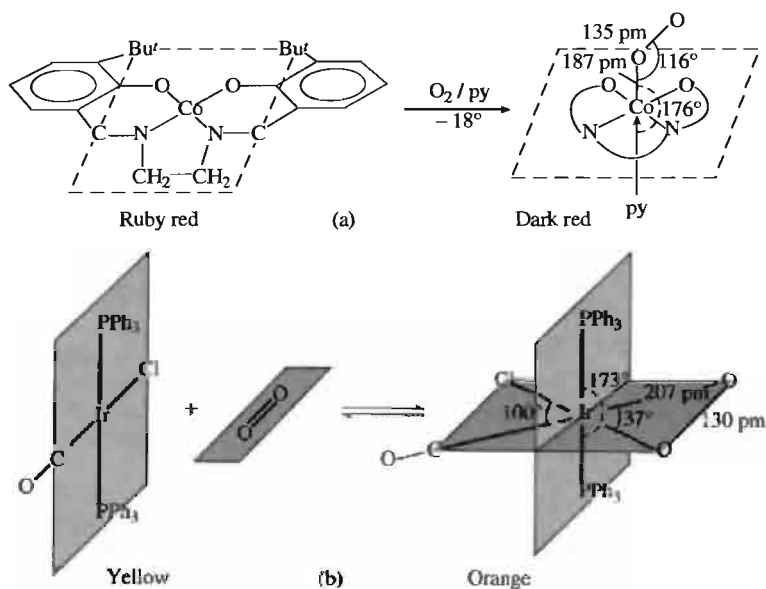 Buᵗ Buᵗ
O O
Co
C N N C
CH₂ CH₂
Ruby red
O₂ / py
−18°
O
135 pm
O 116°
187 pm
O O
Co 176°
N N
py
Dark red
(a)
PPh₃
Cl
Ir
C
O
PPh₃
Yellow
+
O O
(b)
PPh₃
Cl 173° O
207 pm
100° Ir 37° 130 pm
O C O
PPh₃
Orange